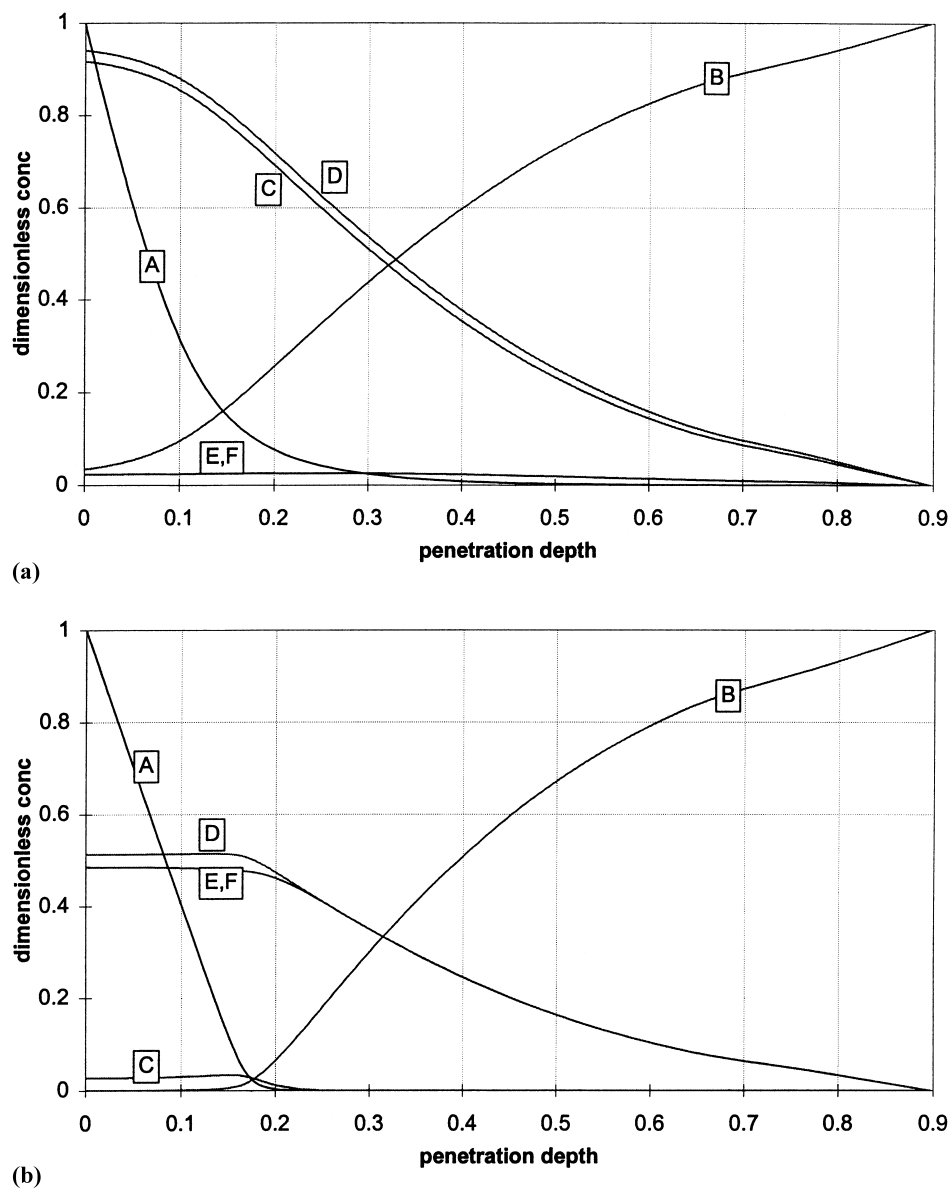 1
0.8
0.6
0.4
0.2
0
dimensionless conc
A
B
C
D
E,F
0 0.1 0.2 0.3 0.4 0.5 0.6 0.7 0.8 0.9
penetration depth
(a)
1
0.8
0.6
0.4
0.2
0
dimensionless conc
A
B
D
E,F
C
0 0.1 0.2 0.3 0.4 0.5 0.6 0.7 0.8 0.9
penetration depth
(b)